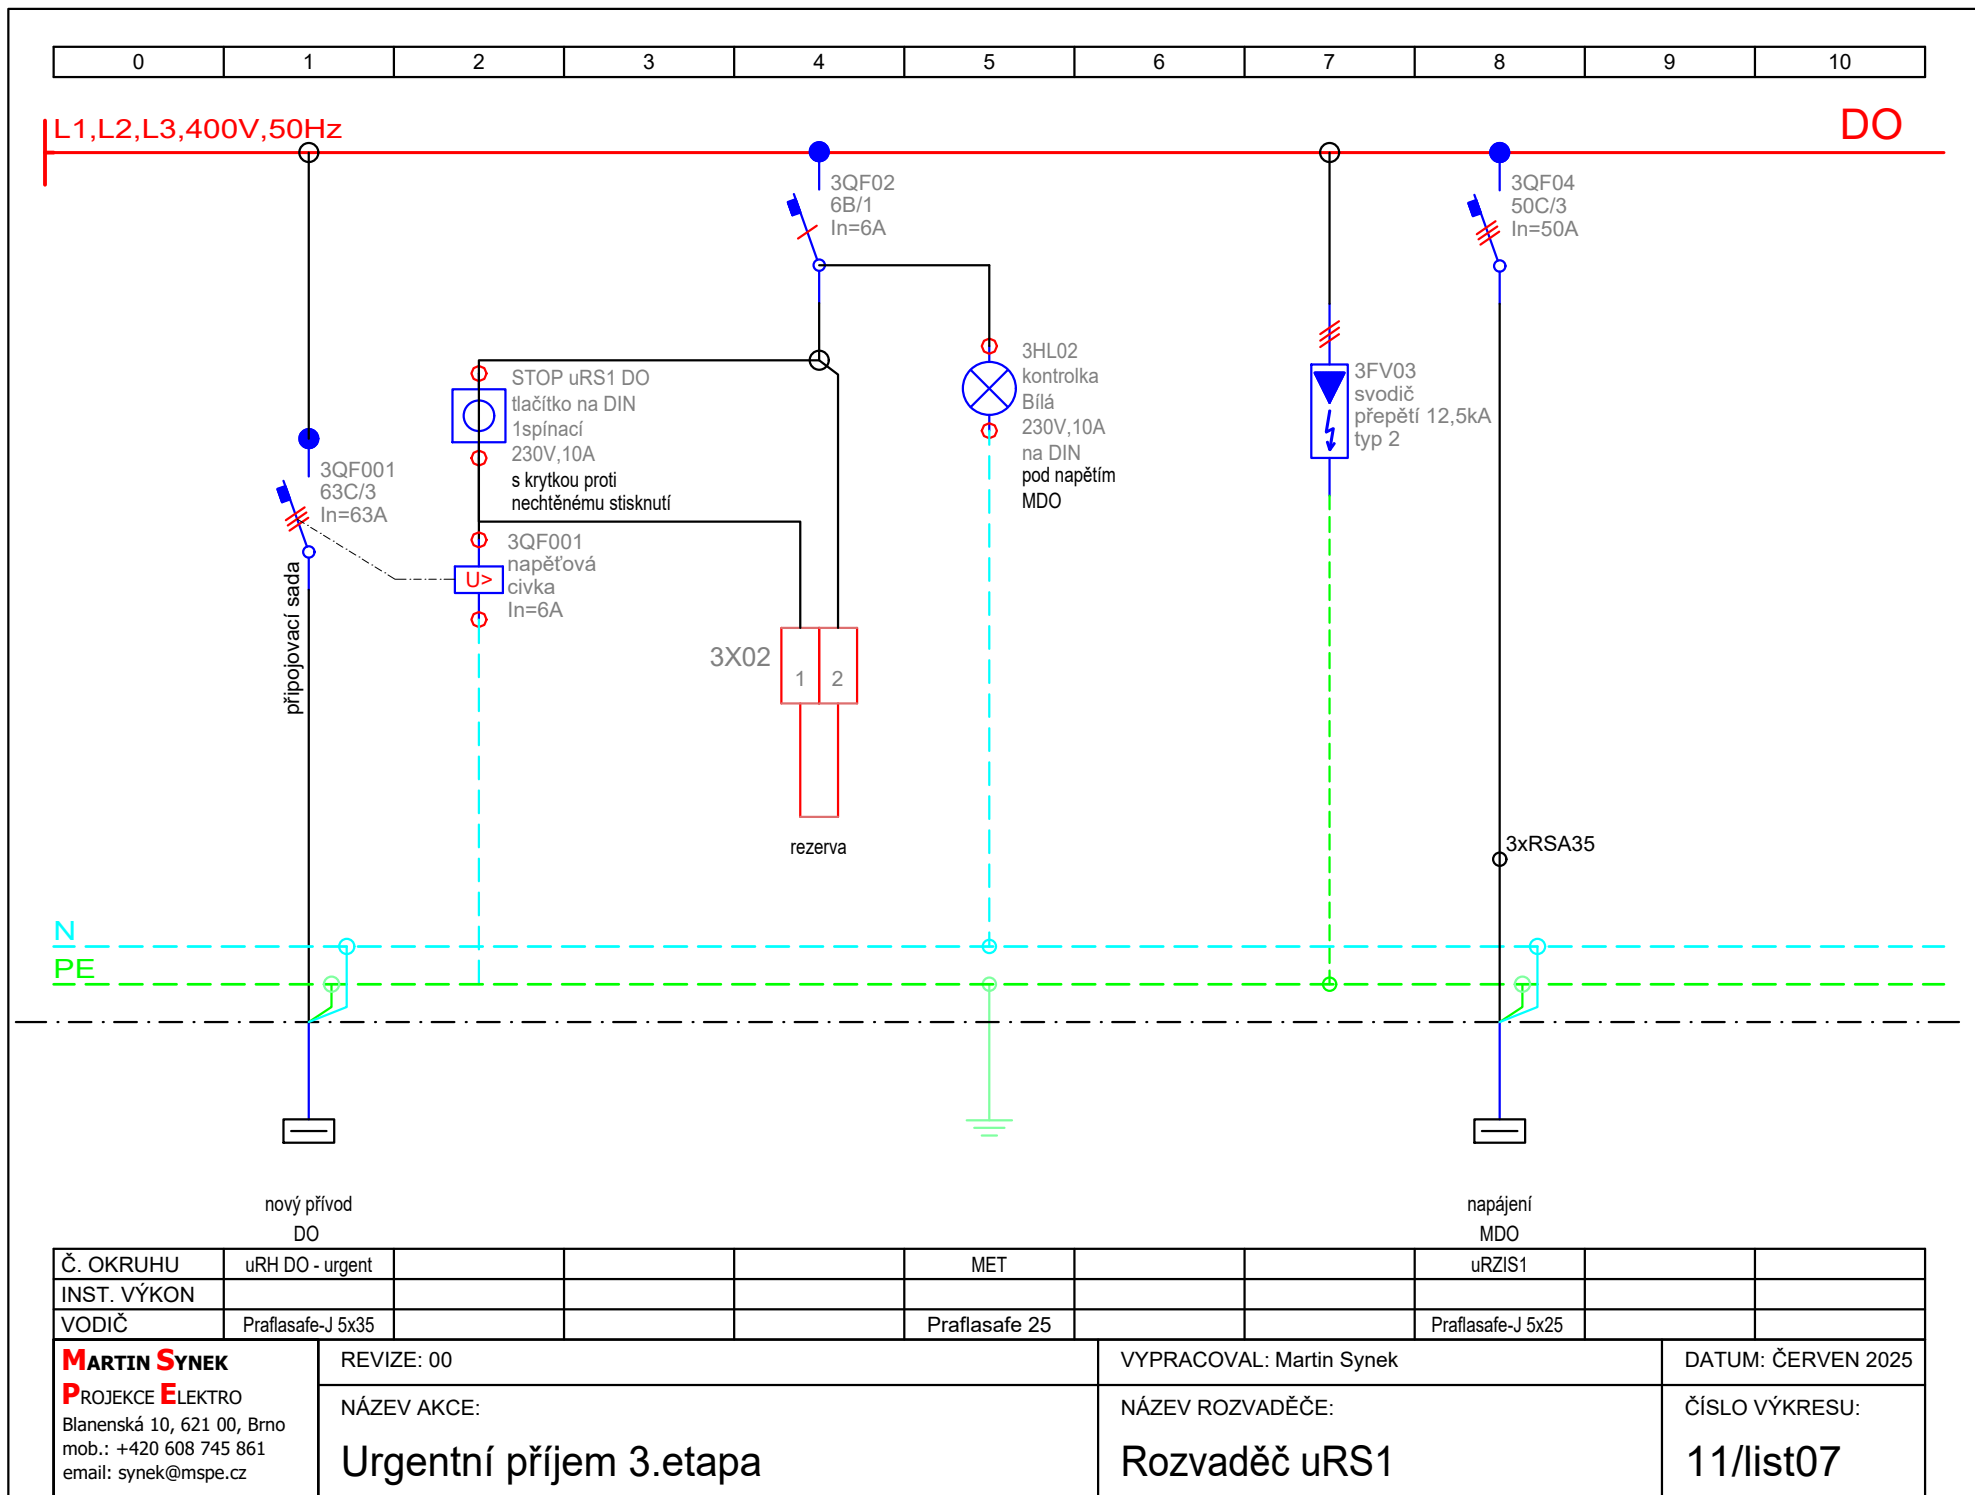 0 1 2 3 4 5 6 7 8 9 10
L1,L2,L3,400V,50Hz
DO
3QF02
6B/1
In=6A
3QF04
50C/3
In=50A
STOP uRS1 DO
tlačítko na DIN
1spínací
230V,10A
s krytkou proti
nechtěnému stisknutí
3HL02
kontrolka
Bílá
230V,10A
na DIN
pod napětím
MDO
3FV03
svodič
přepětí 12,5kA
typ 2
3QF001
63C/3
In=63A
připojovací sada
3QF001
napěťová
civka
In=6A
U>
3X02
1 2
rezerva
3xRSA35
N
PE
nový přívod
DO
napájení
MDO
Č. OKRUHU uRH DO - urgent MET uRZIS1
INST. VÝKON
VODIČ Praflasafe-J 5x35 Praflasafe 25 Praflasafe-J 5x25
MARTIN SYNEK
PROJEKCE ELEKTRO
Blanenská 10, 621 00, Brno
mob.: +420 608 745 861
email: synek@mspe.cz
REVIZE: 00
VYPRACOVAL: Martin Synek
DATUM: ČERVEN 2025
NÁZEV AKCE:
Urgentní příjem 3.etapa
NÁZEV ROZVADĚČE:
Rozvaděč uRS1
ČÍSLO VÝKRESU:
11/list07